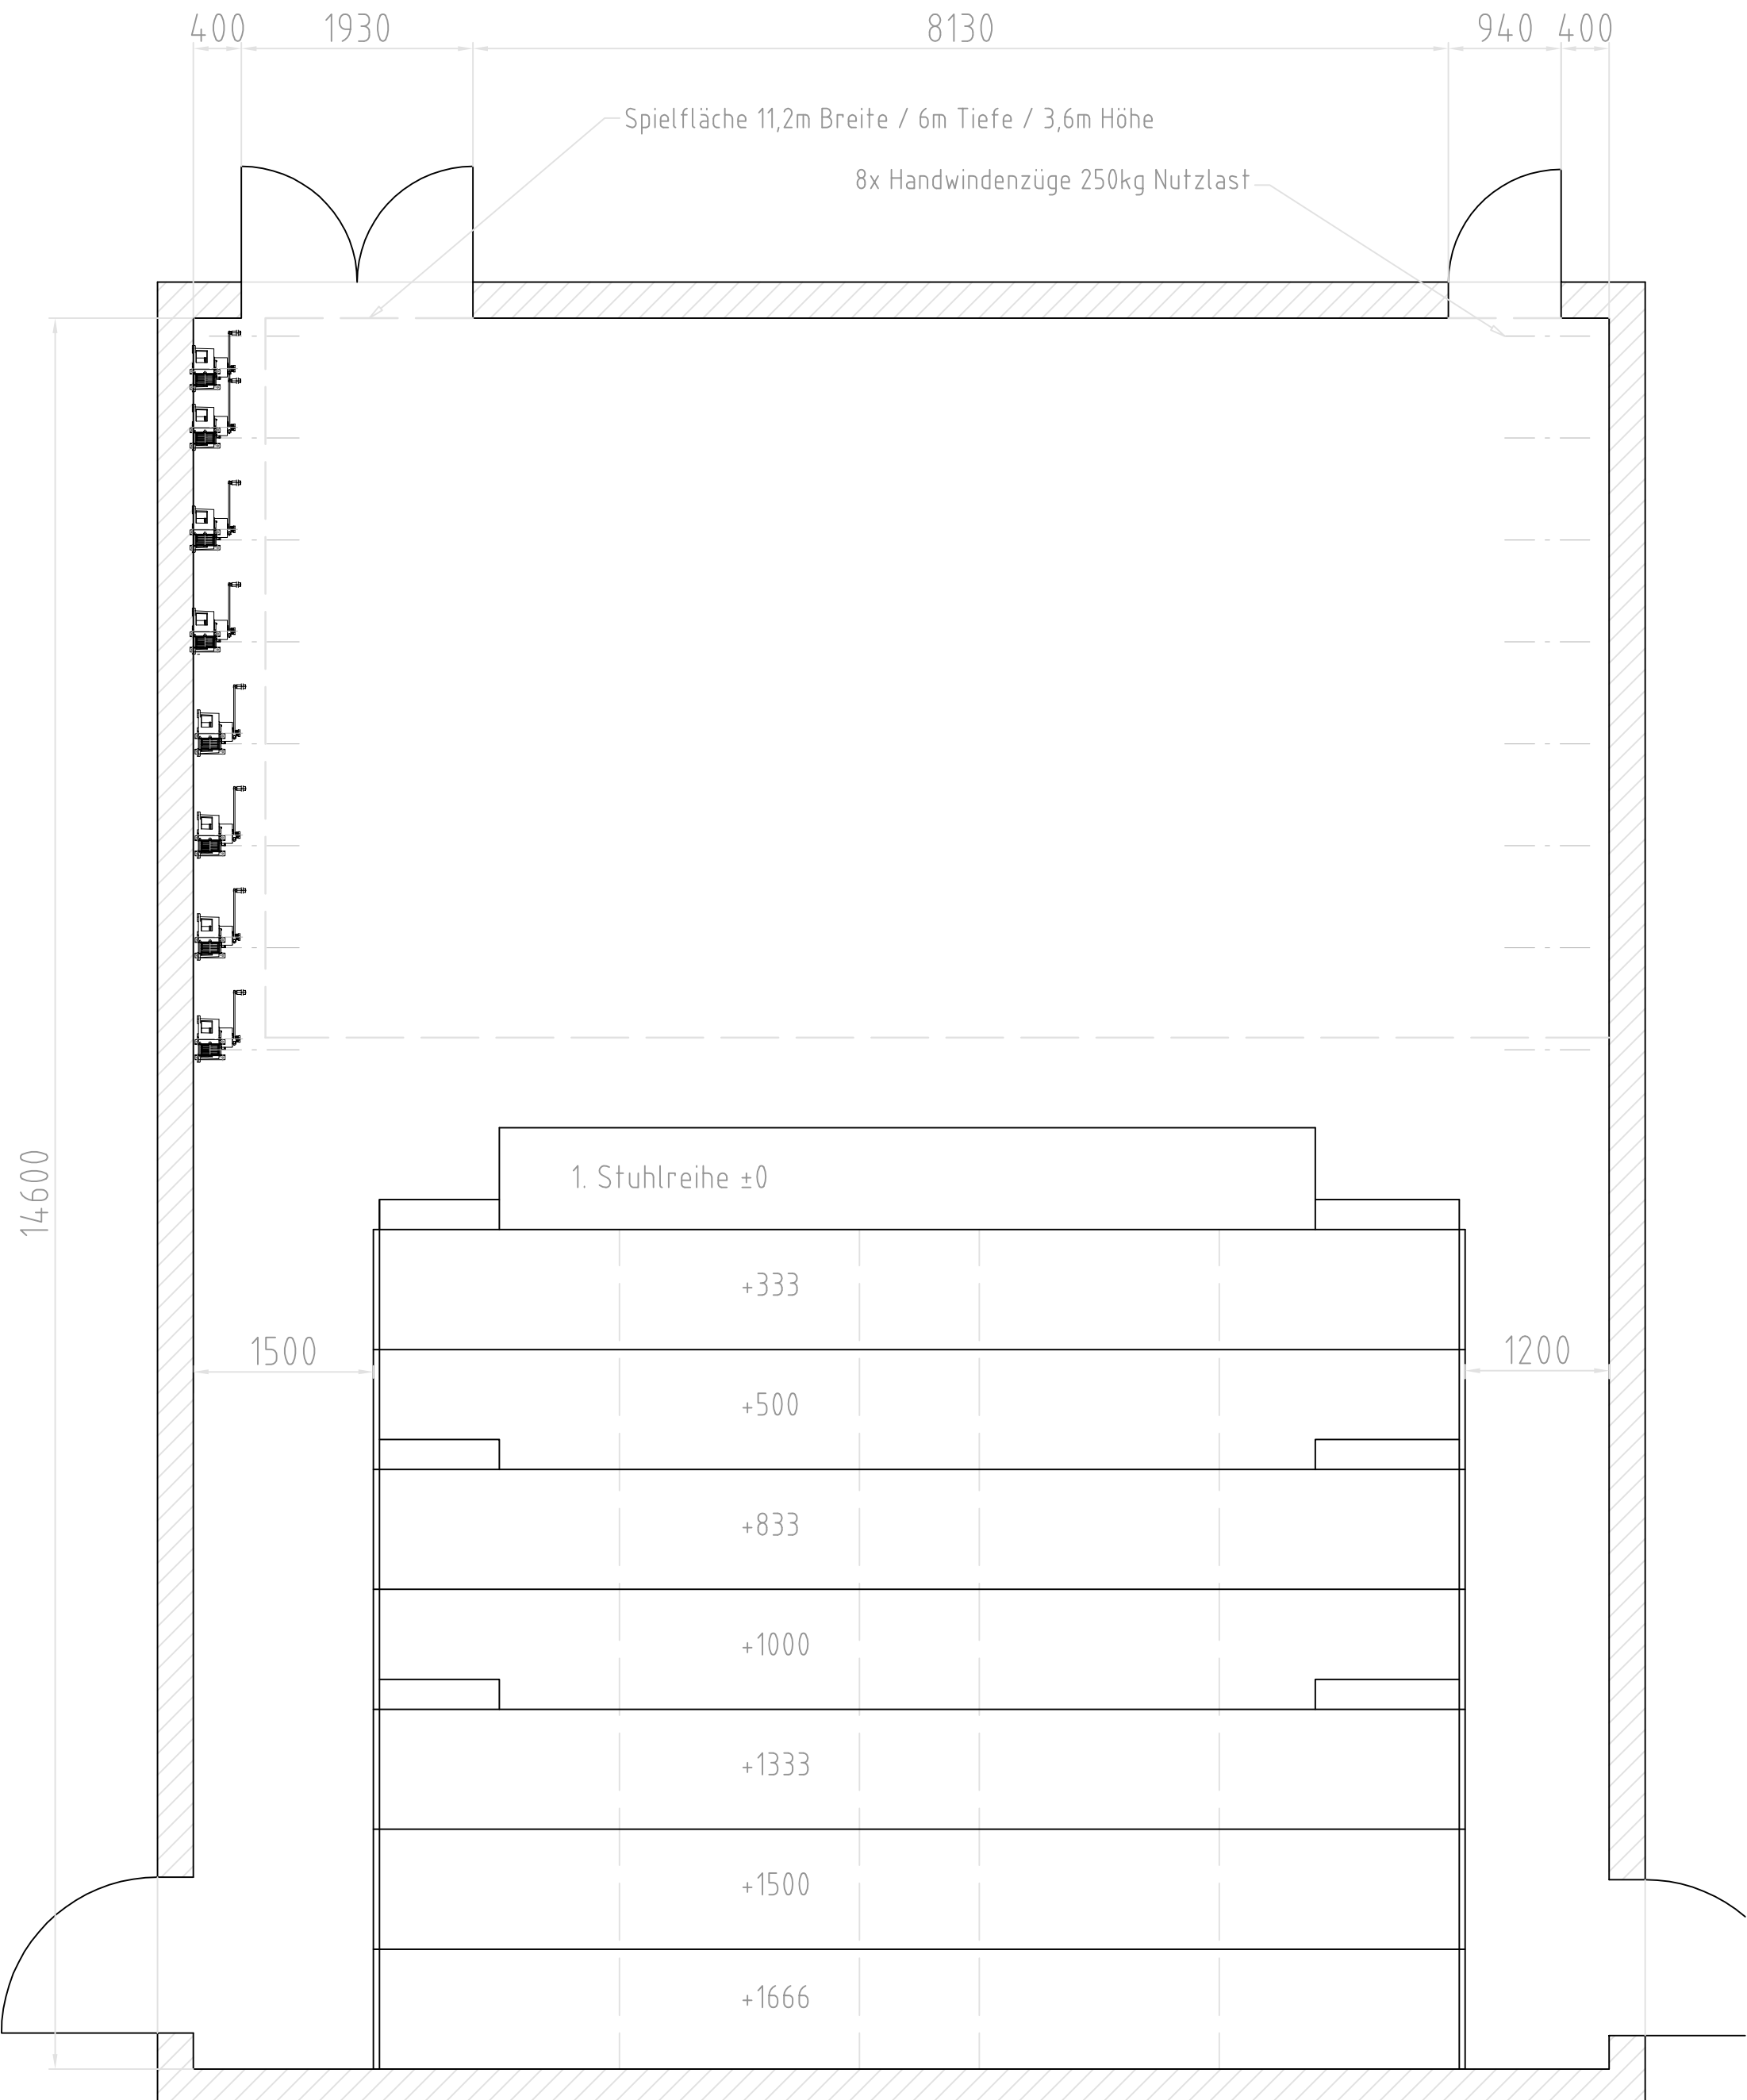 400 1930 8130 940 400
Spielfläche 11,2m Breite / 6m Tiefe / 3,6m Höhe
8x Handwindenzüge 250kg Nutzlast
14600
1. Stuhlreihe ±0
+333
1500
1200
+500
+833
+1000
+1333
+1500
+1666